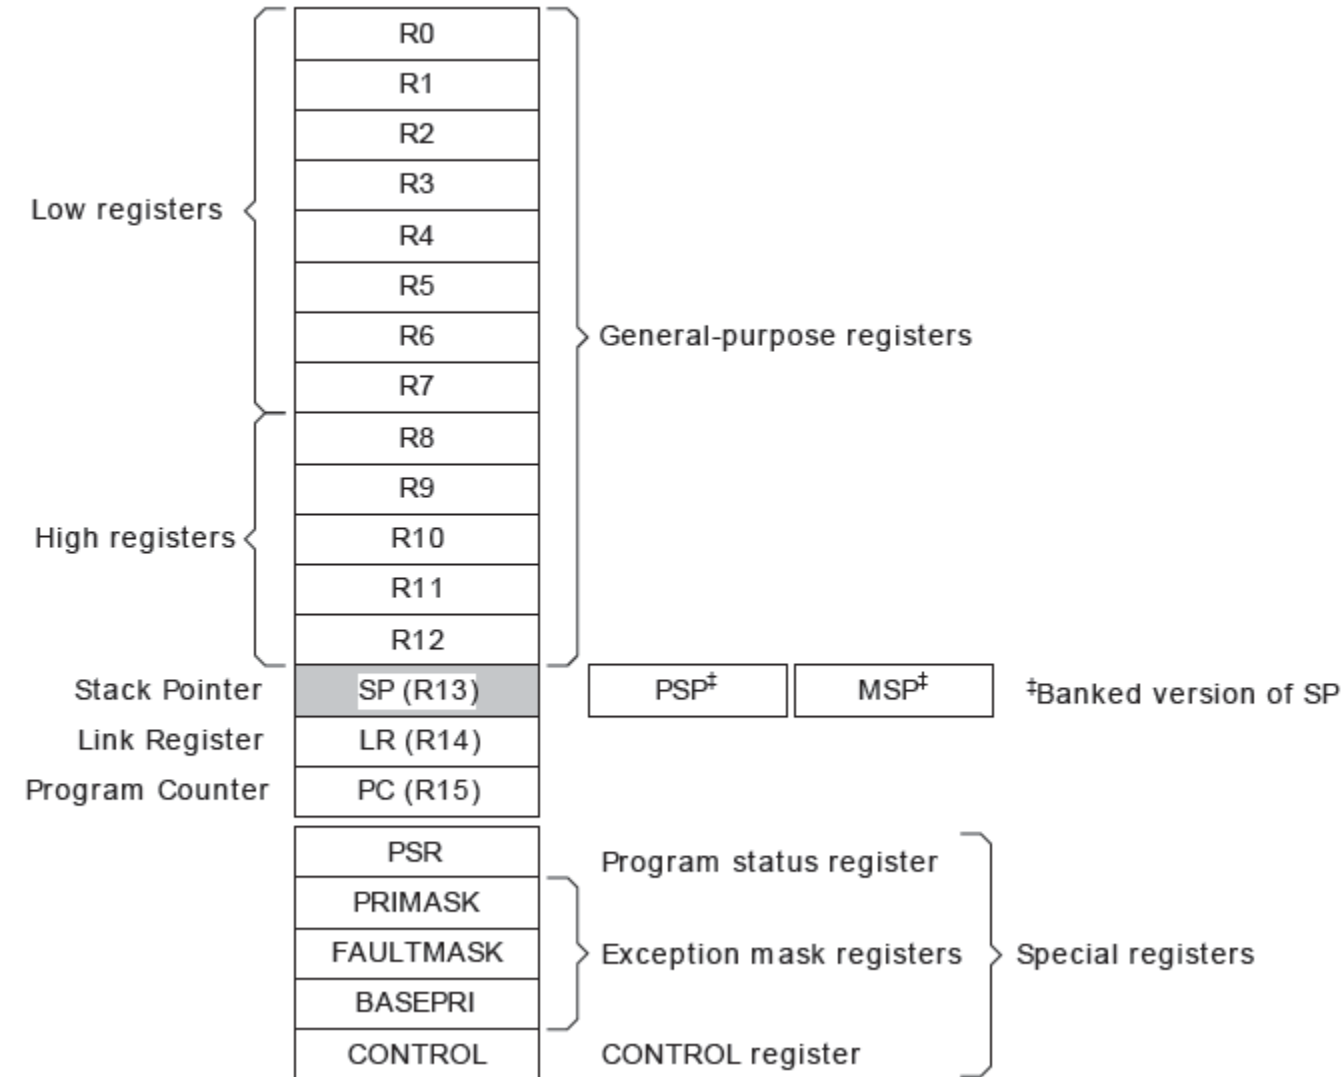 R0
R1
R2
R3
Low registers
R4
R5
R6
General-purpose registers
R7
R8
R9
High registers
R10
R11
R12
Stack Pointer SP (R13) PSP‡ MSP‡ ‡Banked version of SP
Link Register LR (R14)
Program Counter PC (R15)
PSR Program status register
PRIMASK
FAULTMASK Exception mask registers Special registers
BASEPRI
CONTROL CONTROL register